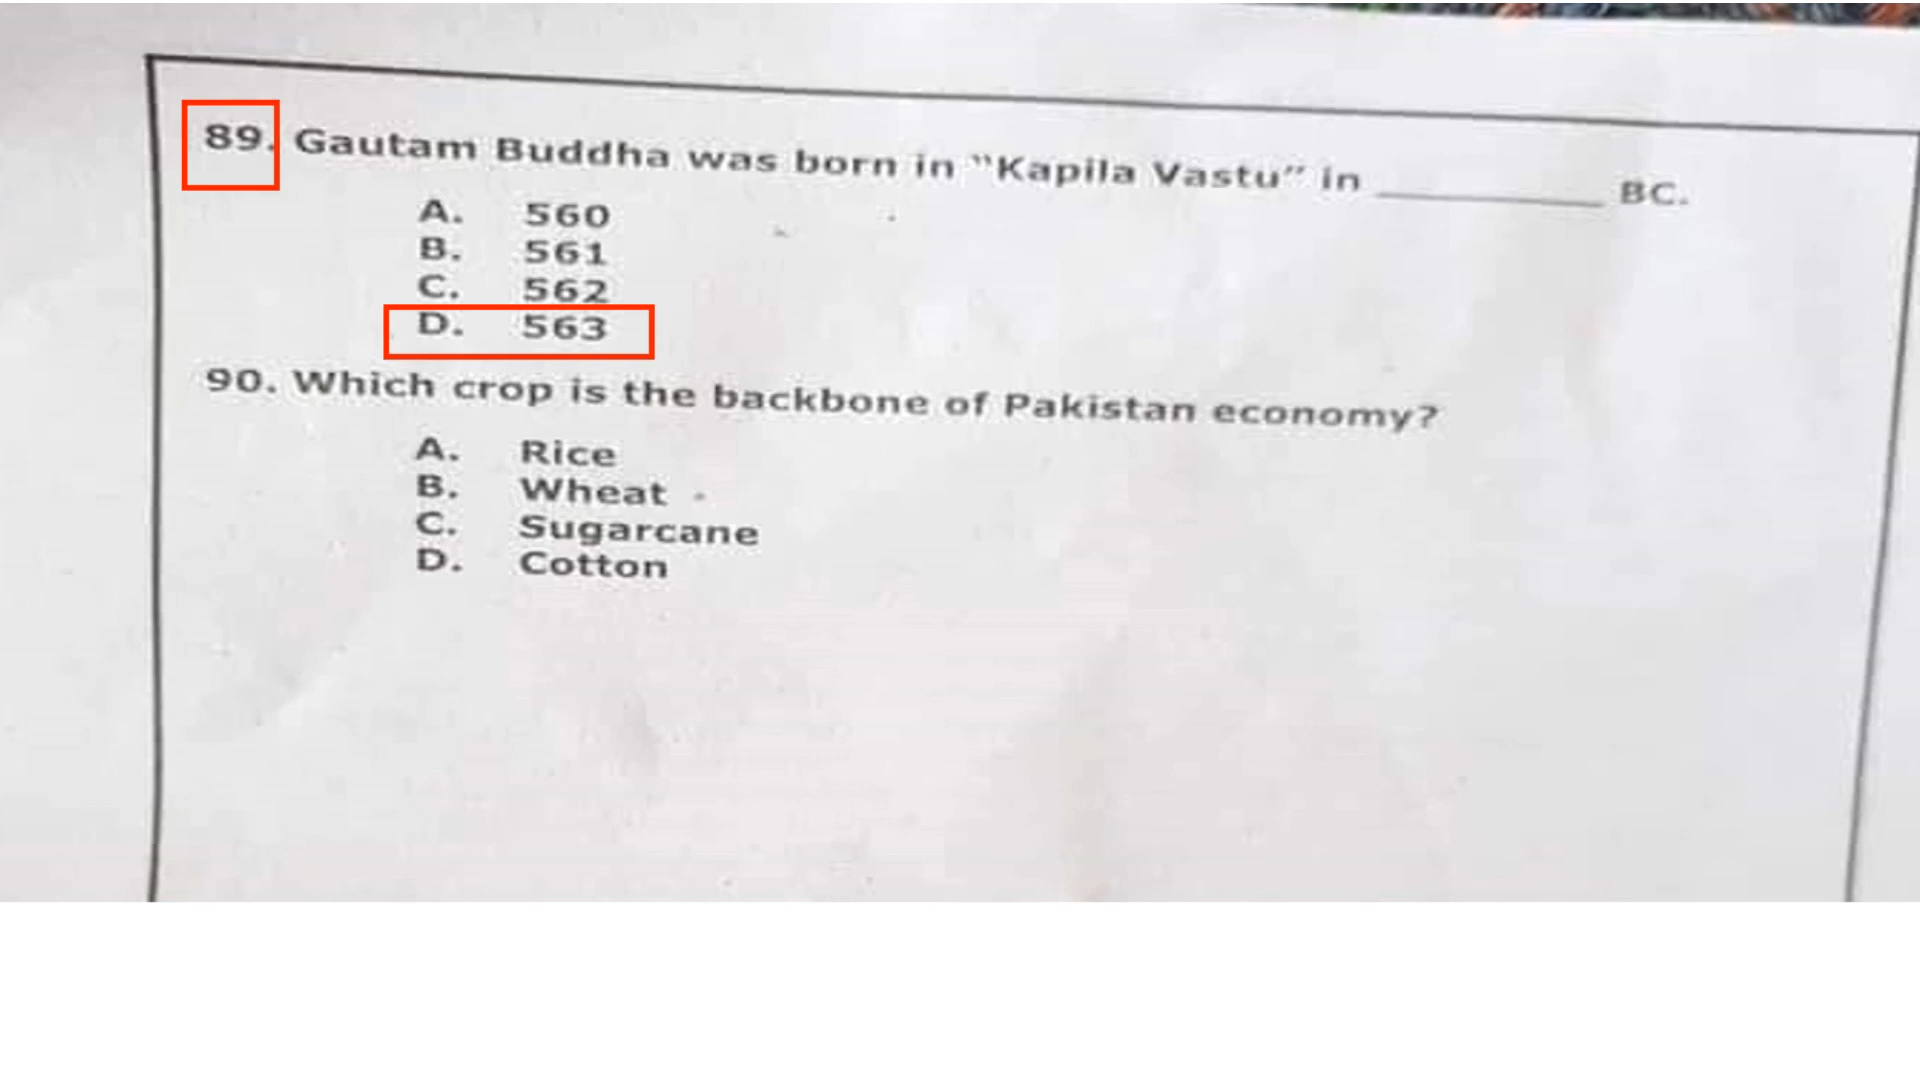 89. Gautam Buddha was born in “Kapila Vastu” in __________ BC.
A. 560
B. 561
C. 562
D. 563
90. Which crop is the backbone of Pakistan economy?
A. Rice
B. Wheat
C. Sugarcane
D. Cotton